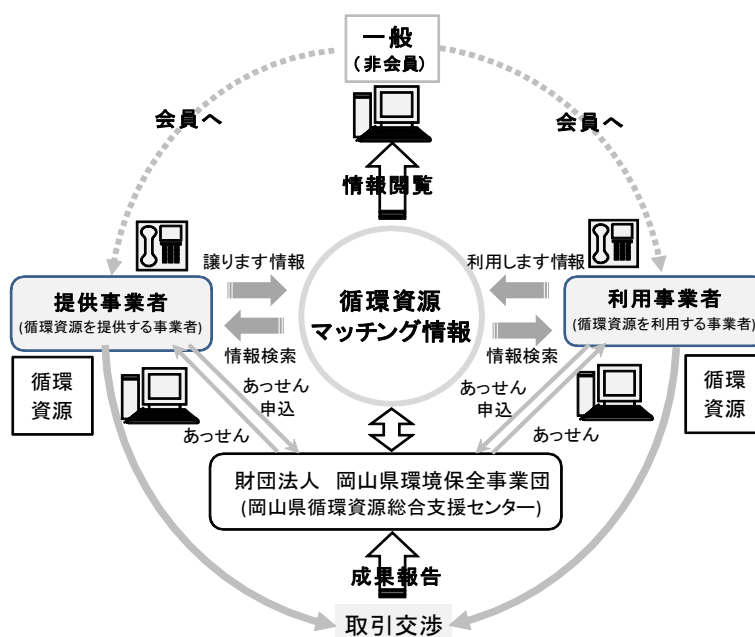 一般
(非会員)
会員へ
会員へ
情報閲覧
譲ります情報
利用します情報
提供事業者
(循環資源を提供する事業者)
循環資源
マッチング情報
利用事業者
(循環資源を利用する事業者)
情報検索
情報検索
循環
資源
循環
資源
あっせん
申込
あっせん
申込
あっせん
あっせん
財団法人 岡山県環境保全事業団
(岡山県循環資源総合支援センター)
成果報告
取引交渉